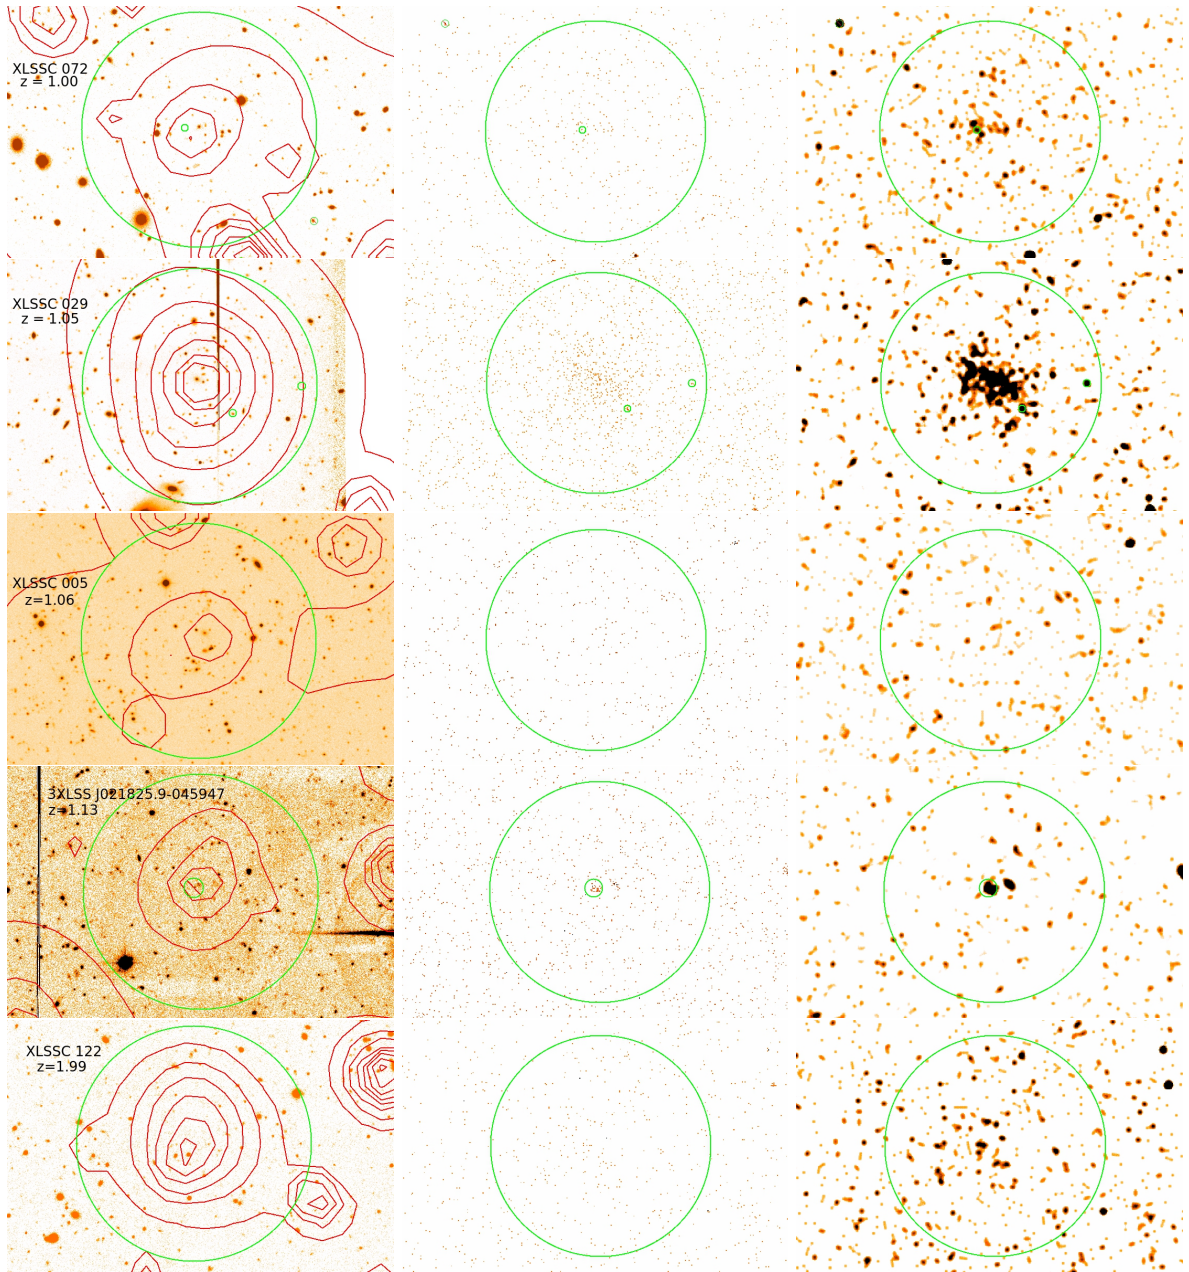 XLSSC 072
z = 1.00
XLSSC 029
z = 1.05
XLSSC 005
z=1.06
3XLSS J021825.9-045947
z=1.13
XLSSC 122
z=1.99